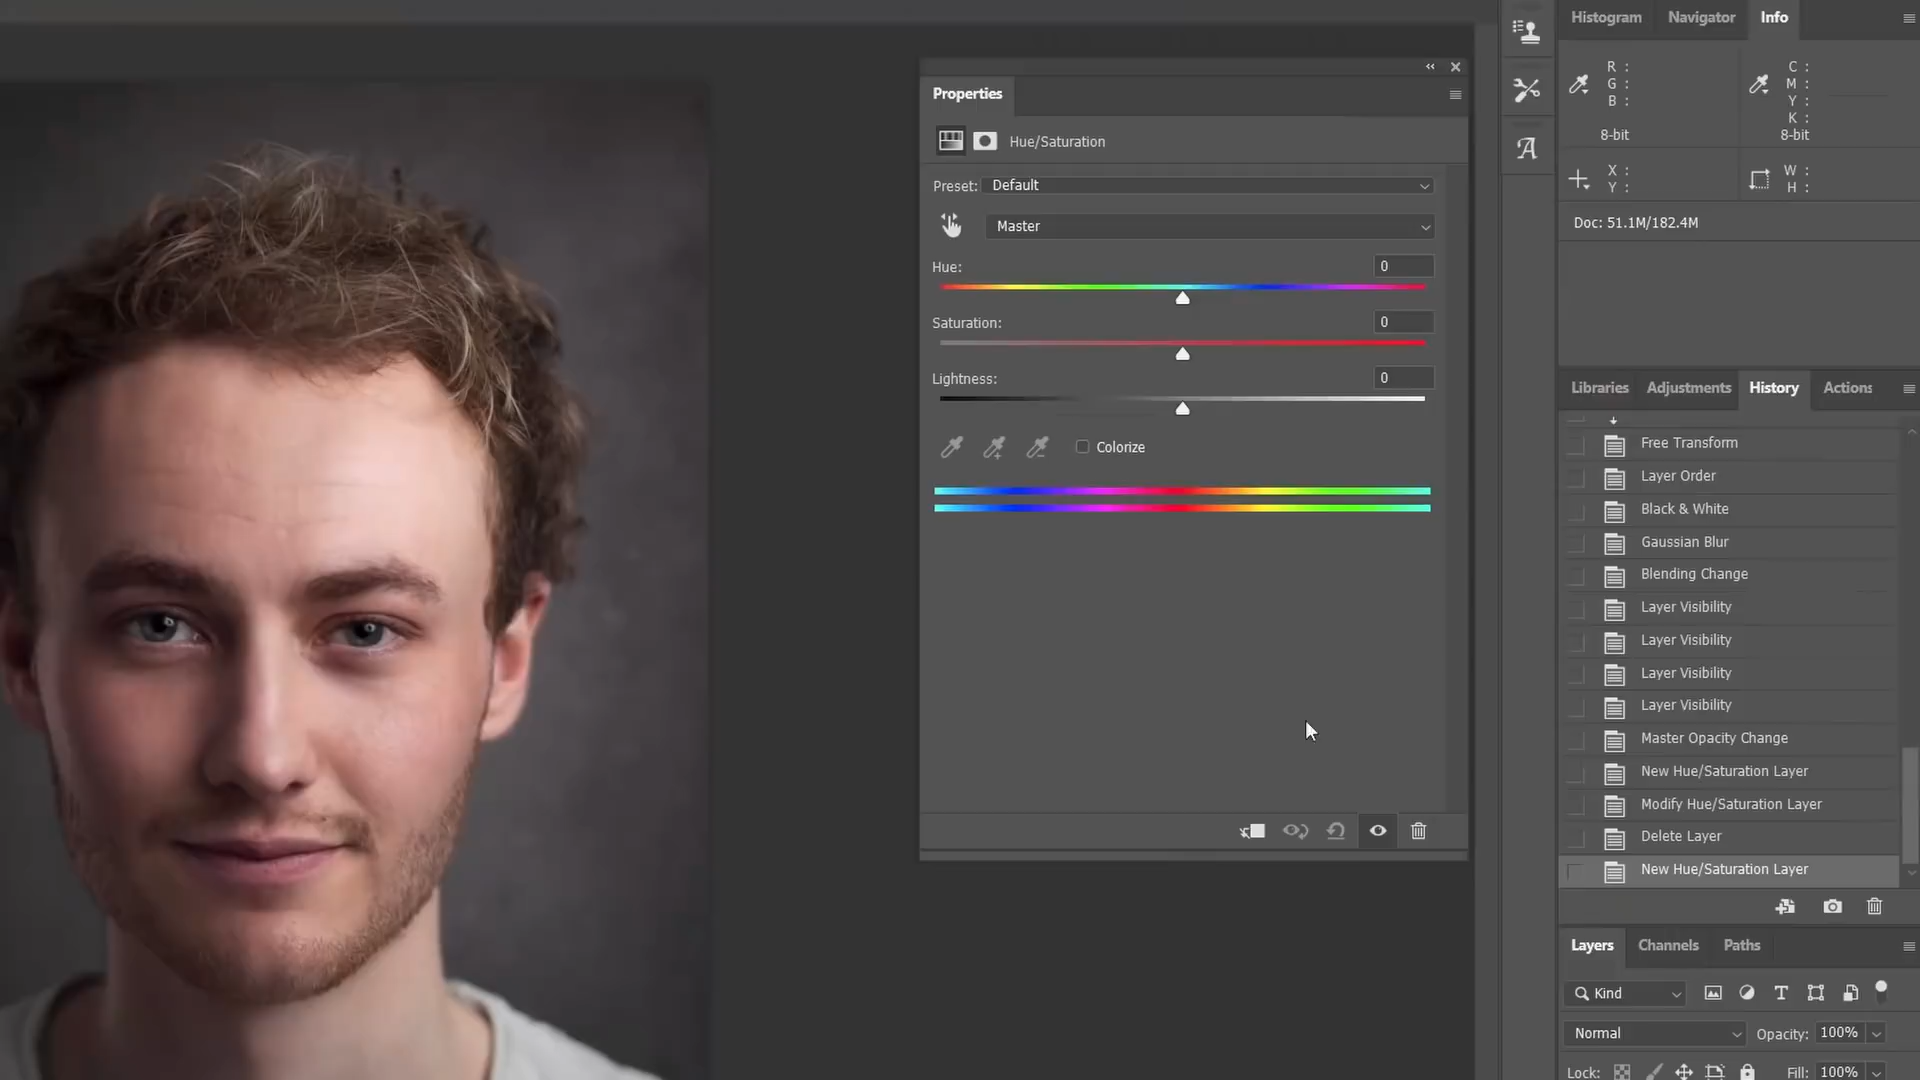 Histogram Navigator Info
R :
G :
B :
C :
M :
Y :
K :
8-bit
8-bit
X :
Y :
W :
H :
Doc: 51.1M/182.4M
Properties
Hue/Saturation
Preset: Default
Master
Hue: 0
Saturation: 0
Lightness: 0
Colorize
Libraries Adjustments History Actions
Free Transform
Layer Order
Black & White
Gaussian Blur
Blending Change
Layer Visibility
Layer Visibility
Layer Visibility
Layer Visibility
Master Opacity Change
New Hue/Saturation Layer
Modify Hue/Saturation Layer
Delete Layer
New Hue/Saturation Layer
Layers Channels Paths
Kind
Normal Opacity: 100%
Lock: Fill: 100%